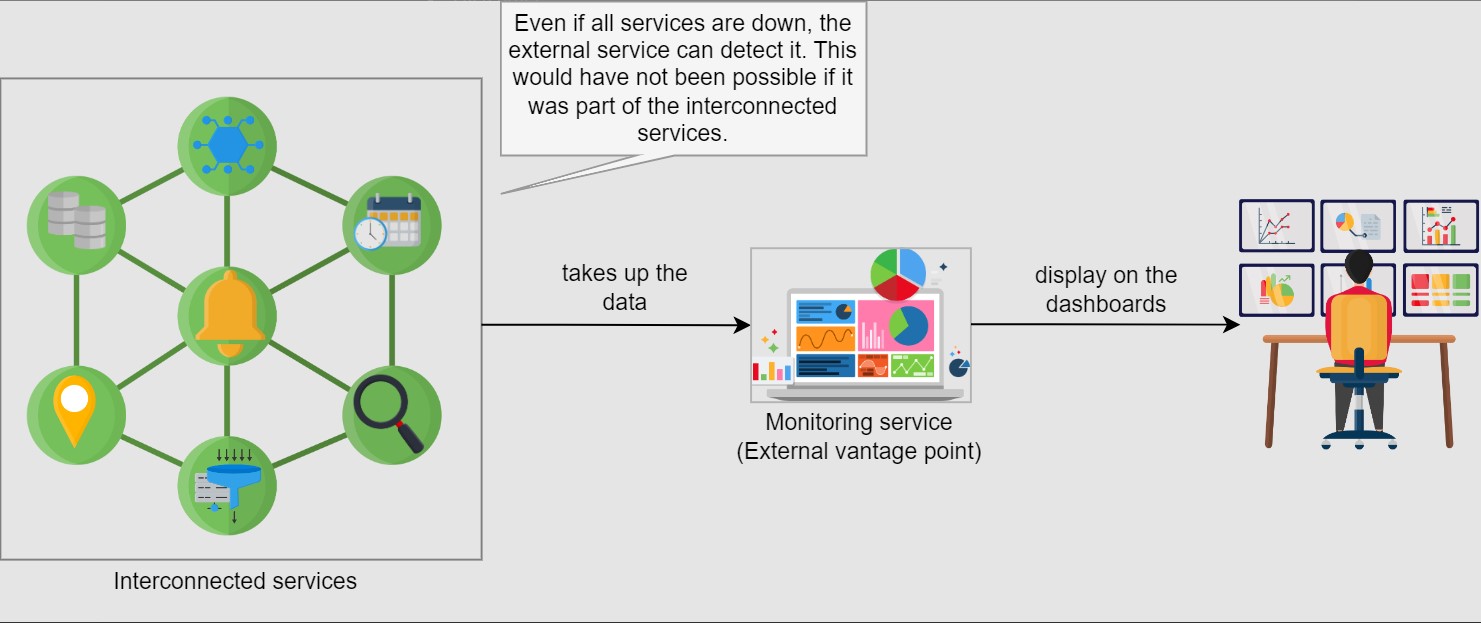 Even if all services are down, the
external service can detect it. This
would have not been possible if it
was part of the interconnected
services.
takes up the
data
display on the
dashboards
Monitoring service
(External vantage point)
Interconnected services